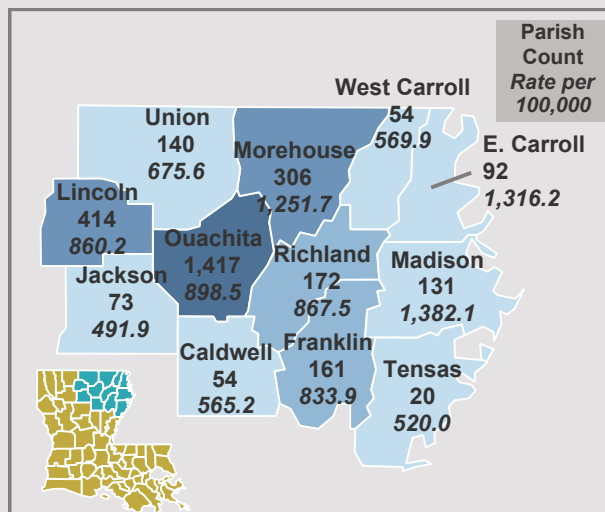 Parish
Count
Rate per
100,000
West Carroll
54
569.9
Union
140
675.6
Morehouse
306
1,251.7
E. Carroll
92
1,316.2
Lincoln
414
860.2
Ouachita
1,417
898.5
Richland
172
867.5
Madison
131
1,382.1
Jackson
73
491.9
Caldwell
54
565.2
Franklin
161
833.9
Tensas
20
520.0